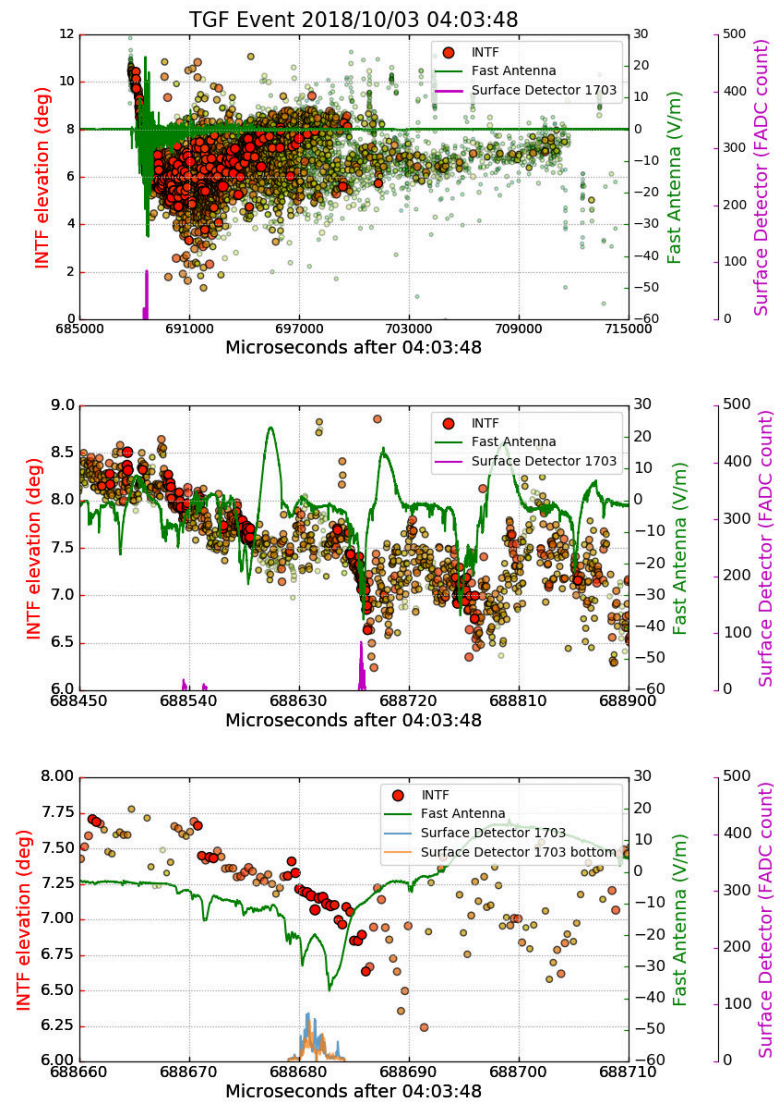 TGF Event 2018/10/03 04:03:48
INTF
Fast Antenna
Surface Detector 1703
12
10
8
6
4
2
0
INTF elevation (deg)
30
20
10
0
−10
−20
−30
−40
−50
−60
Fast Antenna (V/m)
500
400
300
200
100
0
Surface Detector (FADC count)
685000 691000 697000 703000 709000 715000
Microseconds after 04:03:48
INTF
Fast Antenna
Surface Detector 1703
9.0
8.5
8.0
7.5
7.0
6.5
6.0
INTF elevation (deg)
30
20
10
0
−10
−20
−30
−40
−50
−60
Fast Antenna (V/m)
500
400
300
200
100
0
Surface Detector (FADC count)
688450 688540 688630 688720 688810 688900
Microseconds after 04:03:48
INTF
Fast Antenna
Surface Detector 1703
Surface Detector 1703 bottom
8.00
7.75
7.50
7.25
7.00
6.75
6.50
6.25
6.00
INTF elevation (deg)
30
20
10
0
−10
−20
−30
−40
−50
−60
Fast Antenna (V/m)
500
400
300
200
100
0
Surface Detector (FADC count)
688660 688670 688681 688691 688700 688710
Microseconds after 04:03:48